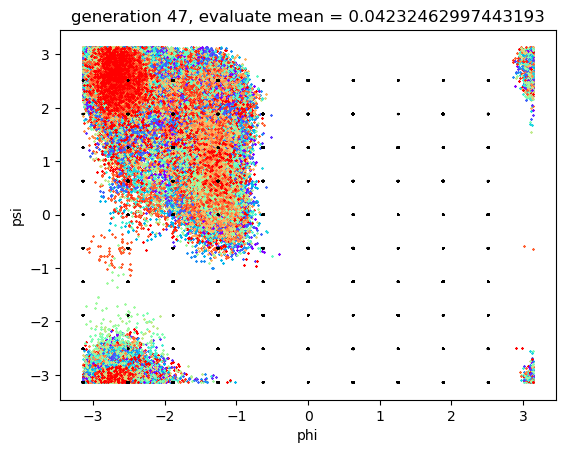 generation 47, evaluate mean = 0.04232462997443193
3
2
1
0
−1
−2
−3
psi
−3 −2 −1 0 1 2 3
phi